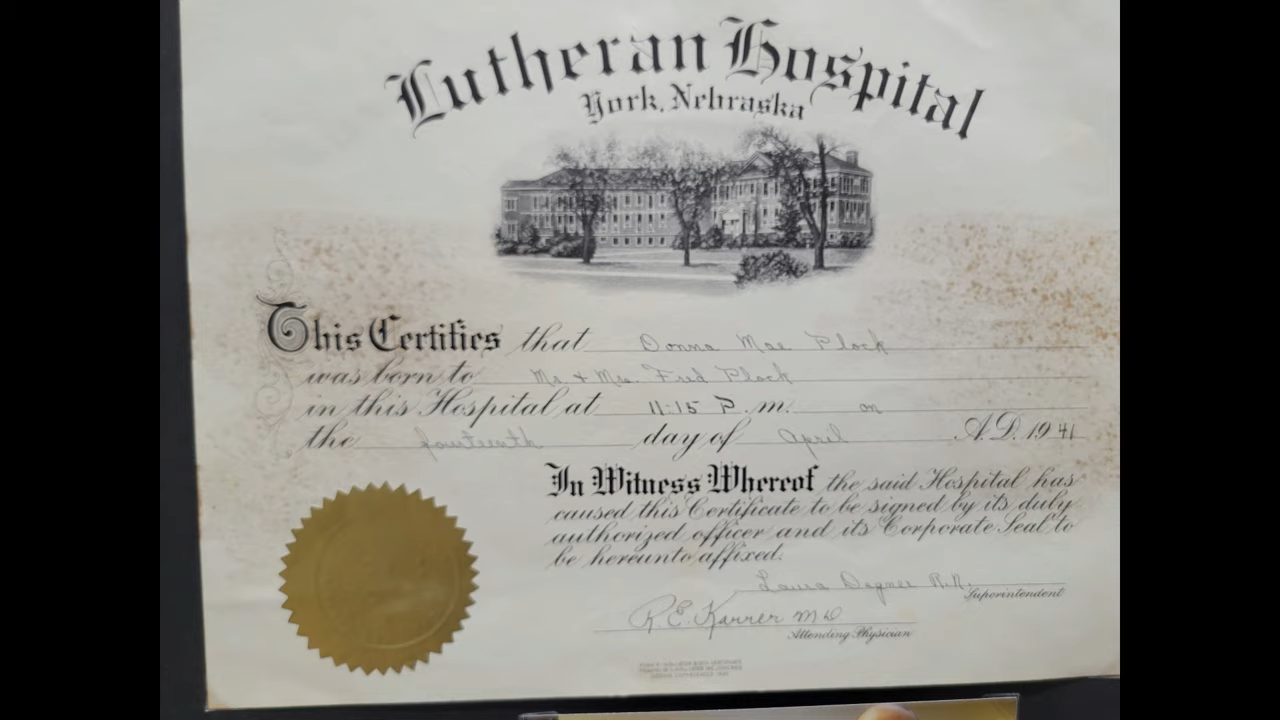 Lutheran Hospital
York, Nebraska
This Certifies that Donna Mae Plock
was born to Mr. + Mrs. Fred Plock
in this Hospital at 11:15 P.m. on
the fourteenth day of April A.D. 1941
In Witness Whereof the said Hospital has
caused this Certificate to be signed by its duly
authorized officer and its Corporate Seal to
be hereunto affixed.
Laura Degner R.N.
Superintendent
R.E. Karrer MD
Attending Physician